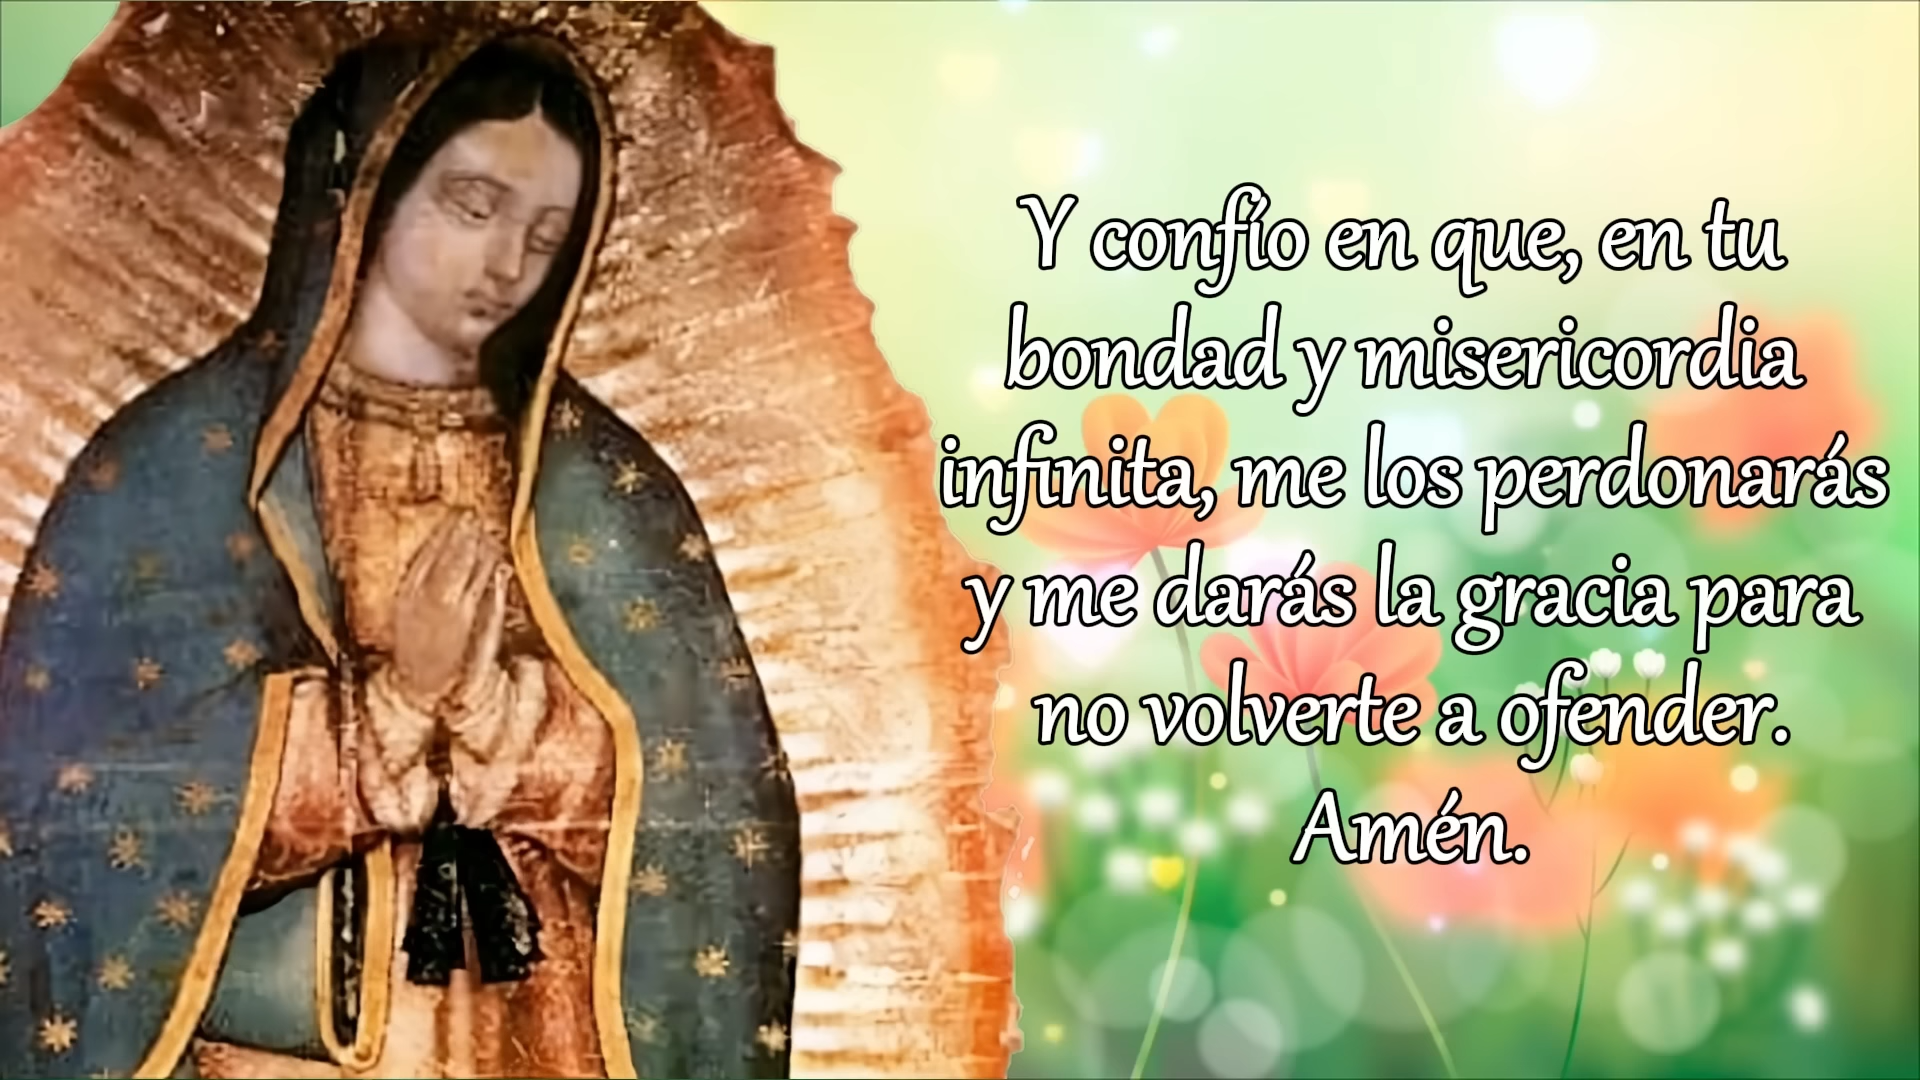 Y confío en que, en tu
bondad y misericordia
infinita, me los perdonarás
y me darás la gracia para
no volverte a ofender.
Amén.